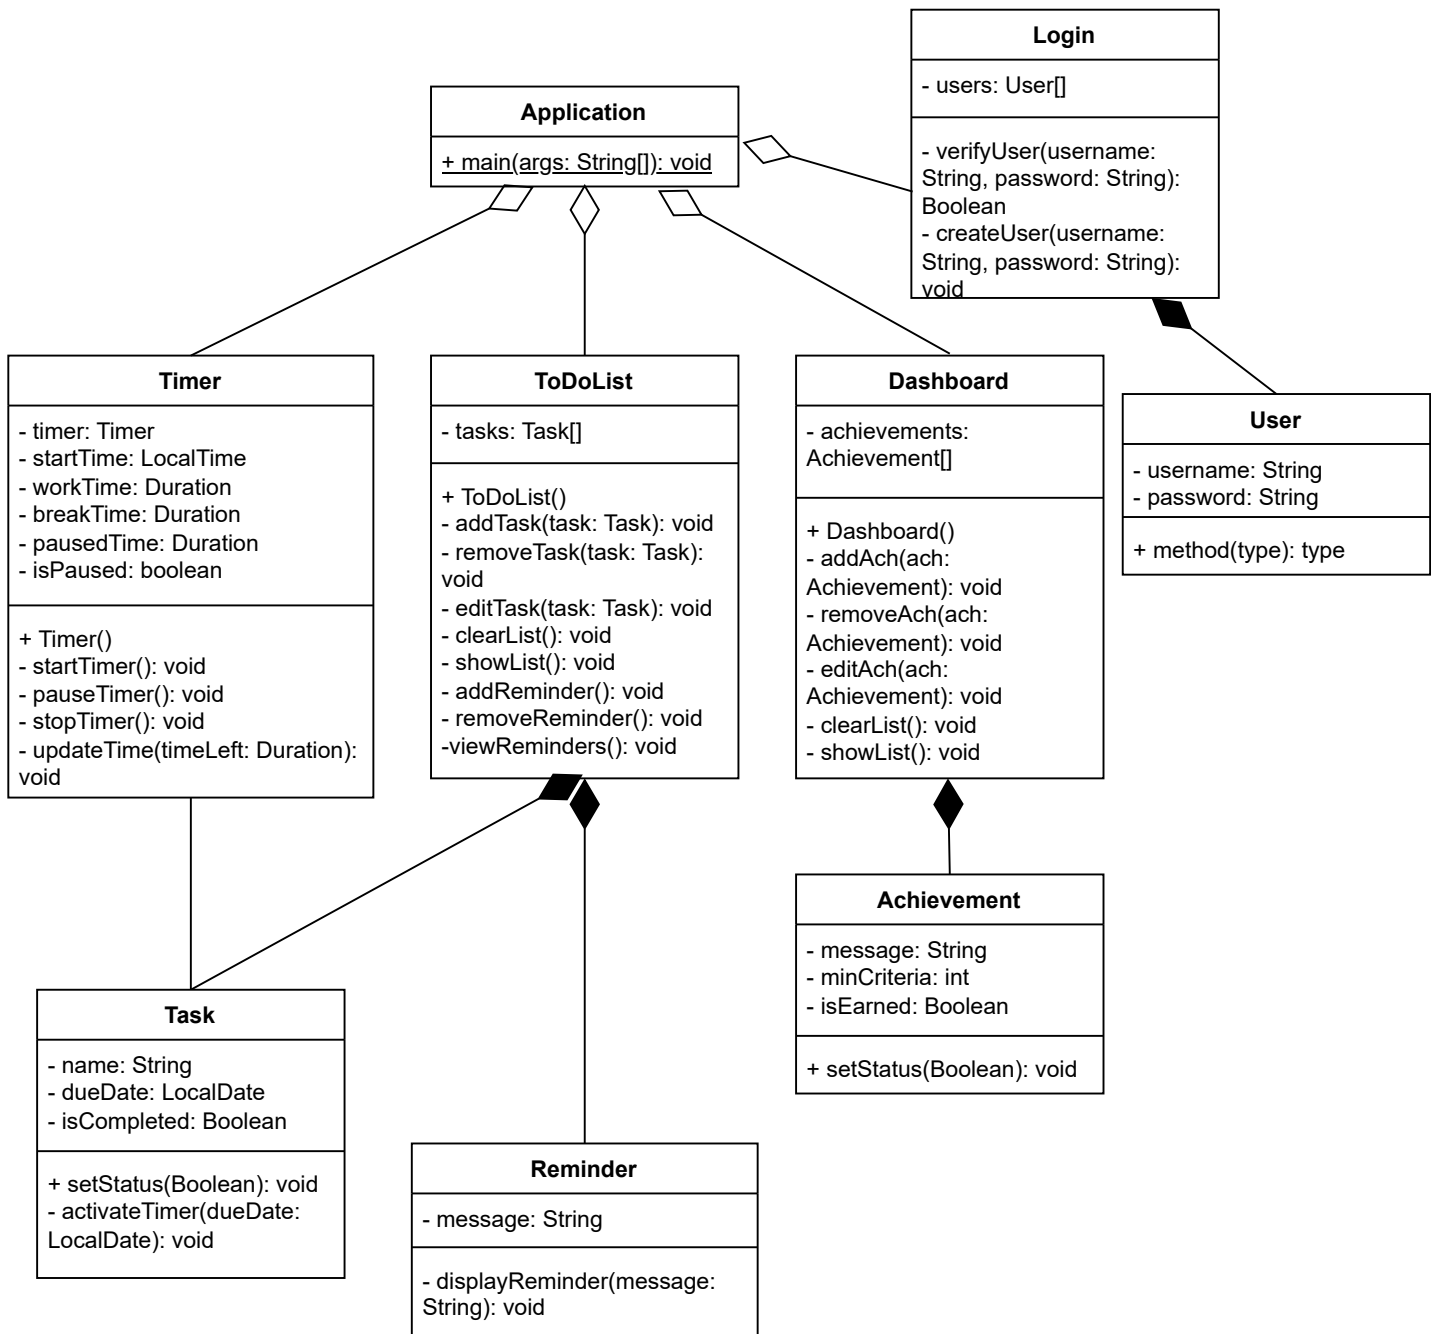 Login
- users: User[]
- verifyUser(username:
String, password: String):
Boolean
- createUser(username:
String, password: String):
void
Application
+ main(args: String[]): void
Timer
- timer: Timer
- startTime: LocalTime
- workTime: Duration
- breakTime: Duration
- pausedTime: Duration
- isPaused: boolean
+ Timer()
- startTimer(): void
- pauseTimer(): void
- stopTimer(): void
- updateTime(timeLeft: Duration):
void
ToDoList
- tasks: Task[]
+ ToDoList()
- addTask(task: Task): void
- removeTask(task: Task):
void
- editTask(task: Task): void
- clearList(): void
- showList(): void
- addReminder(): void
- removeReminder(): void
-viewReminders(): void
Dashboard
- achievements:
Achievement[]
+ Dashboard()
- addAch(ach:
Achievement): void
- removeAch(ach:
Achievement): void
- editAch(ach:
Achievement): void
- clearList(): void
- showList(): void
User
- username: String
- password: String
+ method(type): type
Achievement
- message: String
- minCriteria: int
- isEarned: Boolean
+ setStatus(Boolean): void
Task
- name: String
- dueDate: LocalDate
- isCompleted: Boolean
+ setStatus(Boolean): void
- activateTimer(dueDate:
LocalDate): void
Reminder
- message: String
- displayReminder(message:
String): void